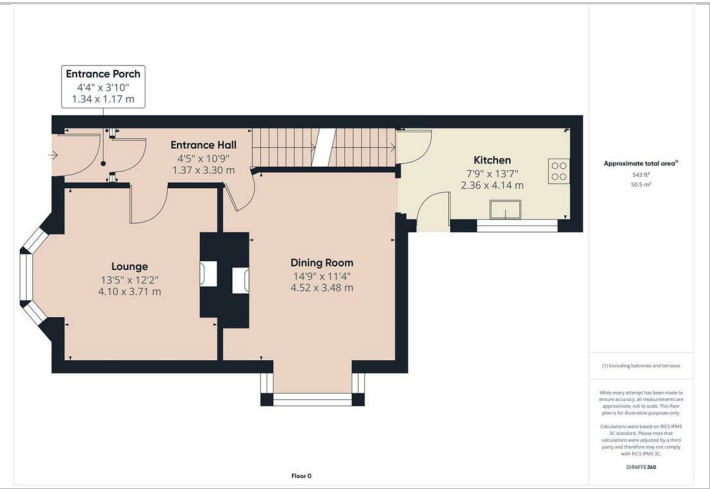 Entrance Porch
4'4" x 3'10"
1.34 x 1.17 m
Entrance Hall
4'5" x 10'9"
1.37 x 3.30 m
Kitchen
7'9" x 13'7"
2.36 x 4.14 m
Lounge
13'5" x 12'2"
4.10 x 3.71 m
Dining Room
14'9" x 11'4"
4.52 x 3.48 m
Floor 0
Approximate total area⁽¹⁾
543 ft²
50.5 m²
(1) Excluding balconies and terraces
While every attempt has been made to
ensure accuracy, all measurements are
approximate, not to scale. This floor
plan is for illustrative purposes only.
Calculations were based on RICS IPMS
3C standard. Please note that
calculations were adjusted by a third
party and therefore may not comply
with RICS IPMS 3C.
GIRAFFE360